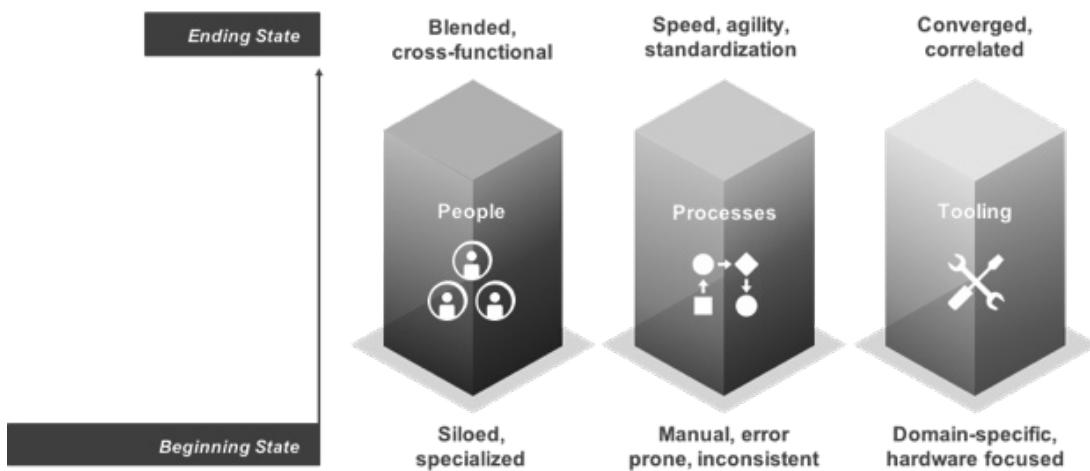 Ending State
Blended,
cross-functional
Speed, agility,
standardization
Converged,
correlated
People
Processes
Tooling
Beginning State
Siloed,
specialized
Manual, error
prone, inconsistent
Domain-specific,
hardware focused